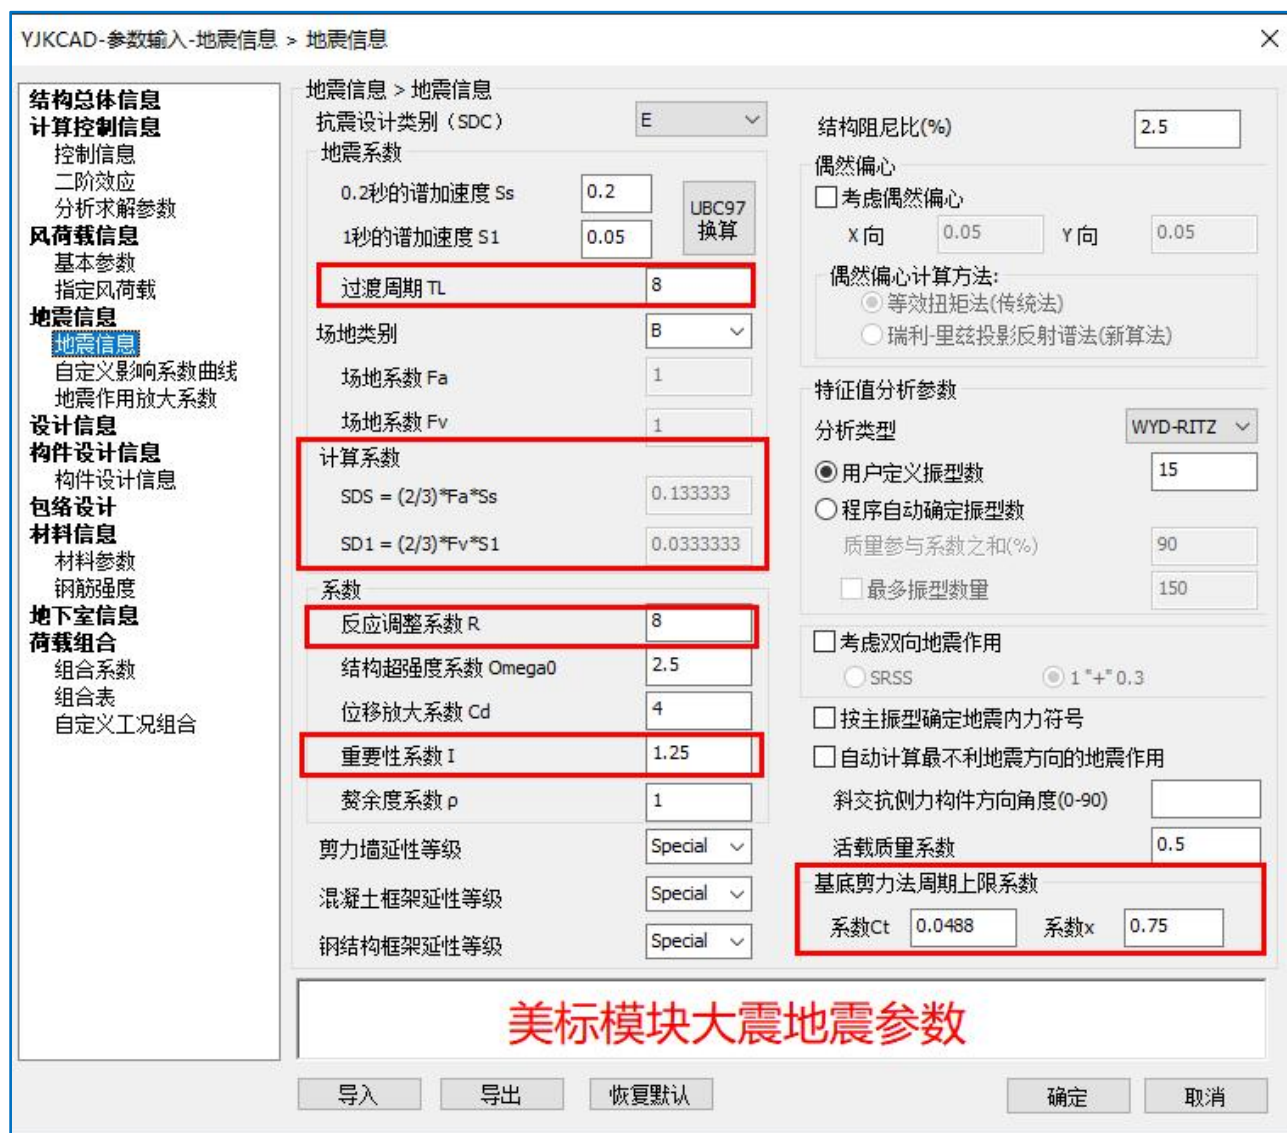 YJKCAD-参数输入-地震信息 > 地震信息
结构总体信息
计算控制信息
控制信息
二阶效应
分析求解参数
风荷载信息
基本参数
指定风荷载
地震信息
地震信息
自定义影响系数曲线
地震作用放大系数
设计信息
构件设计信息
构件设计信息
包络设计
材料信息
材料参数
钢筋强度
地下室信息
荷载组合
组合系数
组合表
自定义工况组合
地震信息 > 地震信息
抗震设计类别（SDC） E
地震系数
0.2秒的谱加速度 Ss 0.2
1秒的谱加速度 S1 0.05
UBC97
换算
过渡周期 TL 8
场地类别 B
场地系数 Fa 1
场地系数 Fv 1
计算系数
SDS = (2/3)*Fa*Ss 0.133333
SD1 = (2/3)*Fv*S1 0.0333333
系数
反应调整系数 R 8
结构超强度系数 Omega0 2.5
位移放大系数 Cd 4
重要性系数 I 1.25
赘余度系数 ρ 1
剪力墙延性等级 Special
混凝土框架延性等级 Special
钢结构框架延性等级 Special
结构阻尼比(%) 2.5
偶然偏心
考虑偶然偏心
X 向 0.05 Y 向 0.05
偶然偏心计算方法:
等效扭矩法(传统法)
瑞利-里兹投影反射谱法(新算法)
特征值分析参数
分析类型 WYD-RITZ
用户定义振型数 15
程序自动确定振型数
质量参与系数之和(%) 90
最多振型数量 150
考虑双向地震作用
SRSS 1 "+" 0.3
按主振型确定地震内力符号
自动计算最不利地震方向的地震作用
斜交抗侧力构件方向角度(0-90)
活载质量系数 0.5
基底剪力法周期上限系数
系数Ct 0.0488 系数x 0.75
美标模块大震地震参数
导入 导出 恢复默认 确定 取消